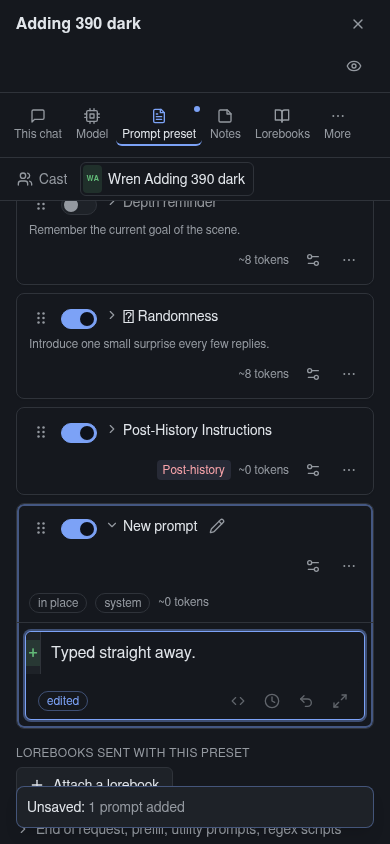 Adding 390 dark
This chat
Model
Prompt preset
Notes
Lorebooks
More
Cast
WA
Wren Adding 390 dark
Depth reminder
Remember the current goal of the scene.
~8 tokens
Randomness
Introduce one small surprise every few replies.
~8 tokens
Post-History Instructions
Post-history
~0 tokens
New prompt
in place
system
~0 tokens
+ Typed straight away.
edited
LOREBOOKS SENT WITH THIS PRESET
+ Attach a lorebook
Unsaved: 1 prompt added
End of request, prefill, utility prompts, regex scripts